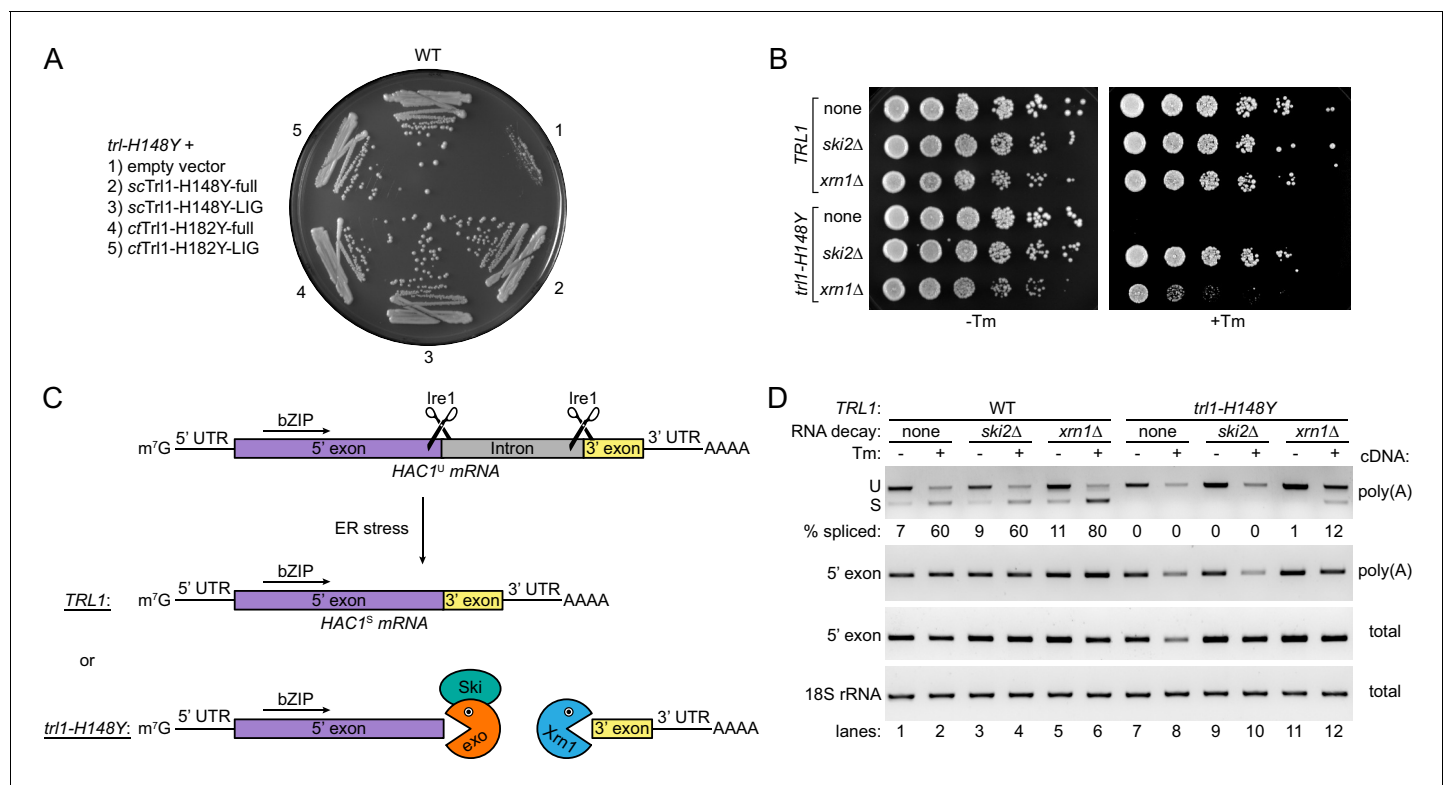 A
WT
1
2
3
4
5
trl-H148Y +
1) empty vector
2) scTrl1-H148Y-full
3) scTrl1-H148Y-LIG
4) ctTrl1-H182Y-full
5) ctTrl1-H182Y-LIG
B
TRL1
none
ski2Δ
xrn1Δ
trl1-H148Y
none
ski2Δ
xrn1Δ
-Tm
+Tm
C
Ire1 Ire1
bZIP
m⁷G 5' UTR 5' exon Intron 3' exon 3' UTR AAAA
HAC1ᵁ mRNA
ER stress
bZIP
TRL1: m⁷G 5' UTR 5' exon 3' exon 3' UTR AAAA
HAC1ˢ mRNA
or
bZIP Ski
trl1-H148Y: m⁷G 5' UTR 5' exon exo Xrn1 3' exon 3' UTR AAAA
D
TRL1: WT trl1-H148Y
RNA decay: none ski2Δ xrn1Δ none ski2Δ xrn1Δ
Tm: - + - + - + - + - + - + cDNA:
U poly(A)
S
% spliced: 7 60 9 60 11 80 0 0 0 0 1 12
5' exon poly(A)
5' exon total
18S rRNA total
lanes: 1 2 3 4 5 6 7 8 9 10 11 12